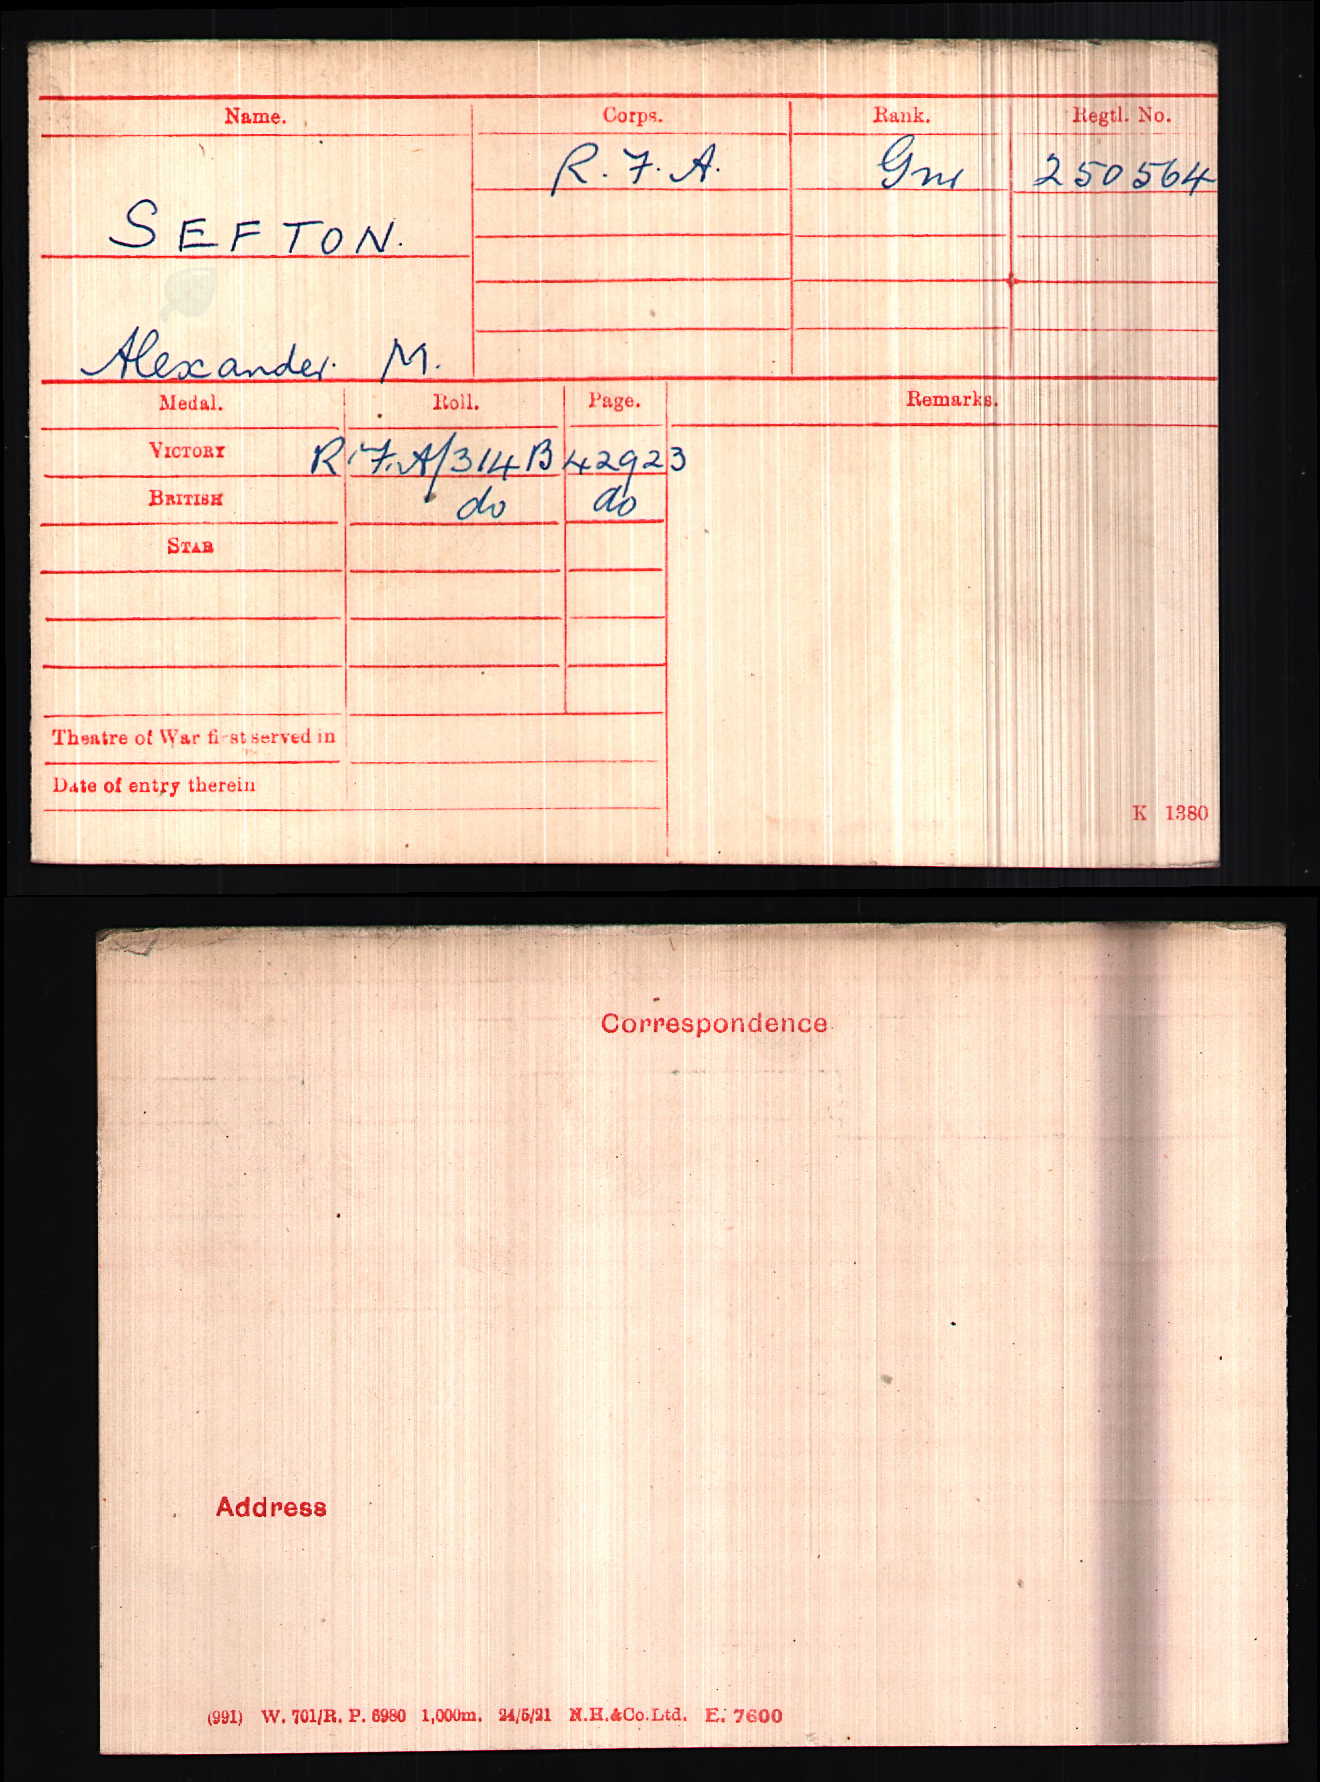 Name. Corps. Rank. Regtl. No.
R. F. A. Gnr 250564
SEFTON.
Alexander. M.
Medal. Roll. Page. Remarks.
VICTORY R.F.A/314B 42923
BRITISH do do
STAR
Theatre of War first served in
Date of entry therein
K 1380
Correspondence
Address
(991) W. 701/R. P. 6980 1,000m. 24/5/21 N.H.&Co.Ltd. E. 7600